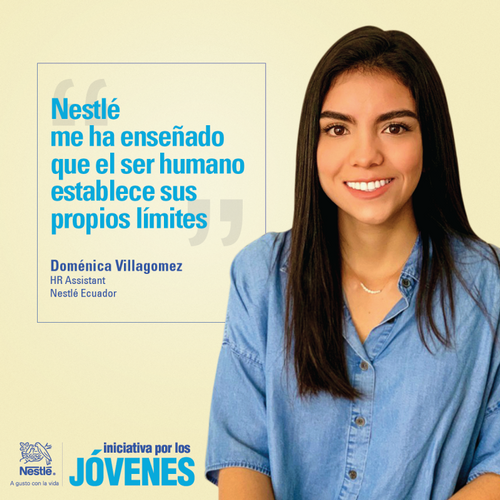 Nestlé
me ha enseñado
que el ser humano
establece sus
propios límites
Doménica Villagomez
HR Assistant
Nestlé Ecuador
Nestlé
A gusto con la vida
iniciativa por los
JÓVENES